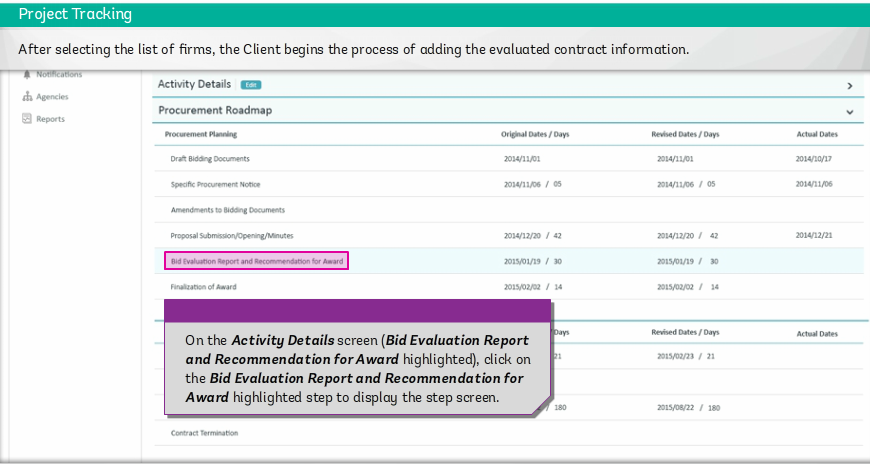 Project Tracking
After selecting the list of firms, the Client begins the process of adding the evaluated contract information.
Notifications
Agencies
Reports
Activity Details Edit
Procurement Roadmap
Procurement Planning Original Dates / Days Revised Dates / Days Actual Dates
Draft Bidding Documents 2014/11/01 2014/11/01 2014/10/17
Specific Procurement Notice 2014/11/06 / 05 2014/11/06 / 05 2014/11/06
Amendments to Bidding Documents
Proposal Submission/Opening/Minutes 2014/12/20 / 42 2014/12/20 / 42 2014/12/21
Bid Evaluation Report and Recommendation for Award 2015/01/19 / 30 2015/01/19 / 30
Finalization of Award 2015/02/02 / 14 2015/02/02 / 14
Days Revised Dates / Days Actual Dates
21 2015/02/23 / 21
/ 180 2015/08/22 / 180
Contract Termination
On the Activity Details screen (Bid Evaluation Report
and Recommendation for Award highlighted), click on
the Bid Evaluation Report and Recommendation for
Award highlighted step to display the step screen.